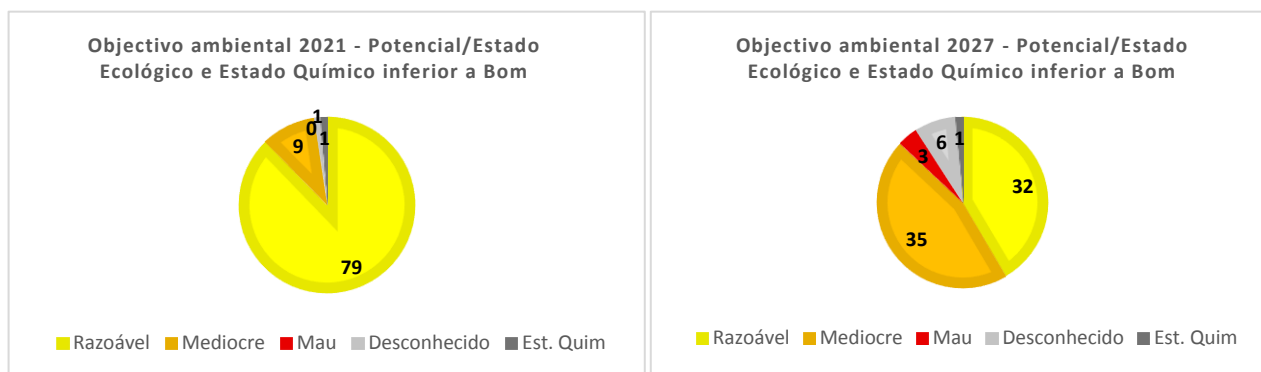 Objectivo ambiental 2021 - Potencial/Estado
Ecológico e Estado Químico inferior a Bom
1
0
1
9
79
Razoável Mediocre Mau Desconhecido Est. Quim
Objectivo ambiental 2027 - Potencial/Estado
Ecológico e Estado Químico inferior a Bom
6 1
3
32
35
Razoável Mediocre Mau Desconhecido Est. Quim